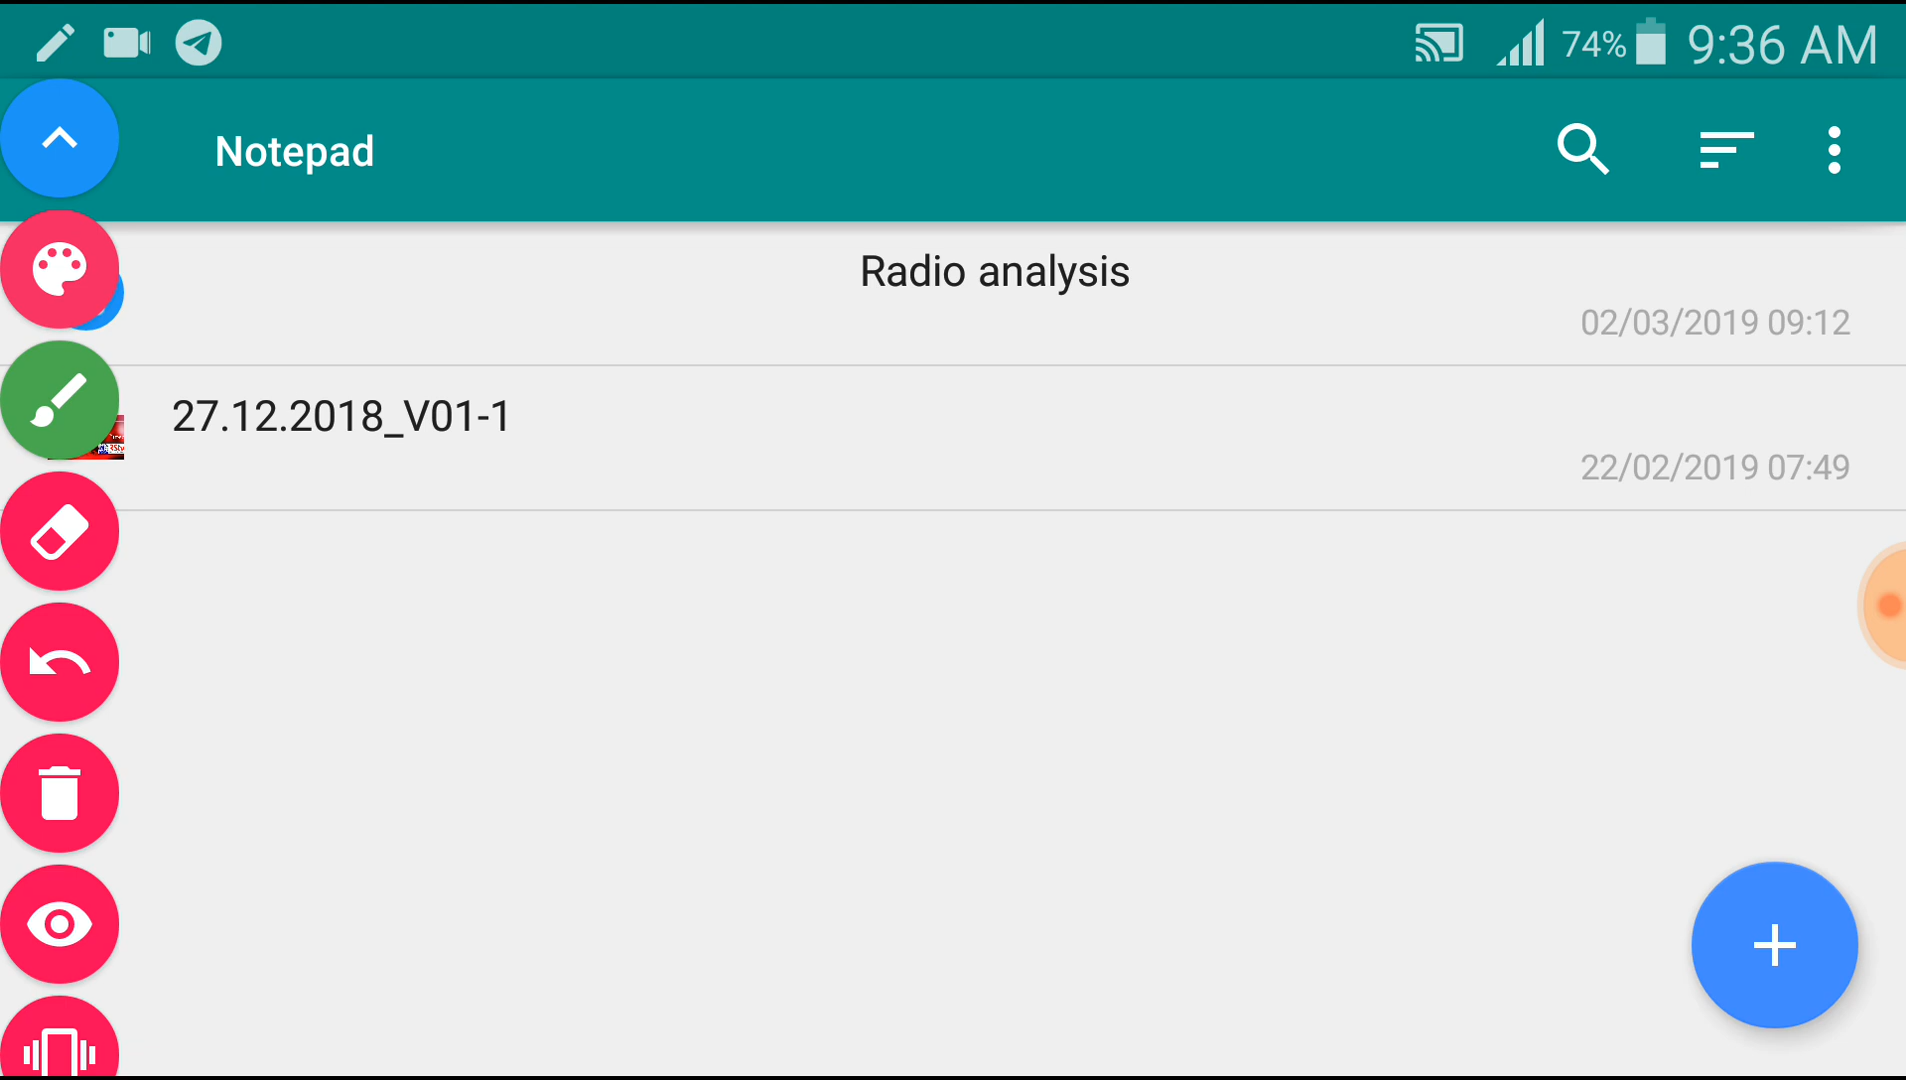 74% 9:36 AM
Notepad
Radio analysis
02/03/2019 09:12
27.12.2018_V01-1
22/02/2019 07:49